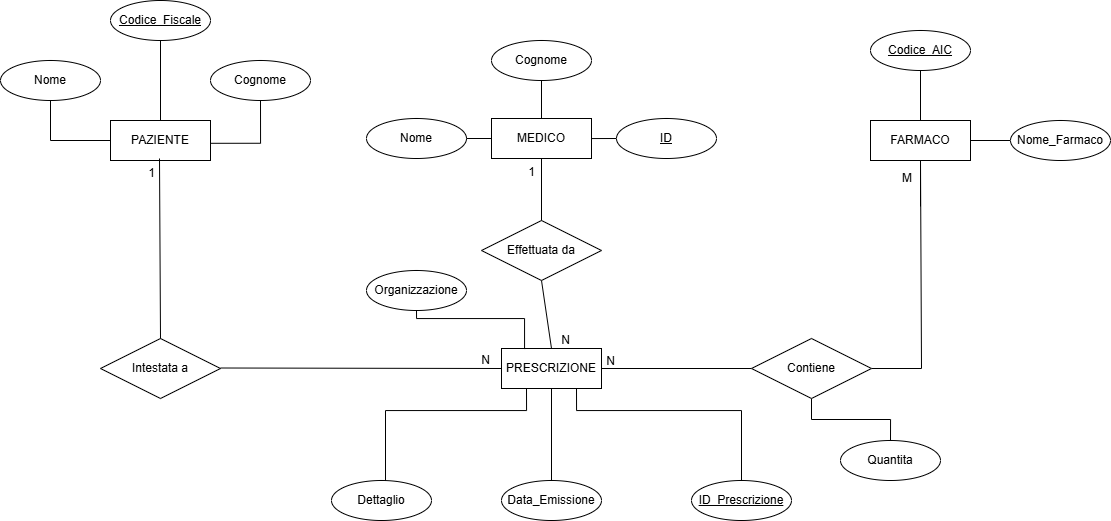 Codice_Fiscale
Nome
Cognome
PAZIENTE
1
Cognome
Nome
MEDICO
ID
1
Codice_AIC
FARMACO
Nome_Farmaco
M
Effettuata da
Organizzazione
N
Intestata a
N
PRESCRIZIONE
N
Contiene
Quantita
Dettaglio
Data_Emissione
ID_Prescrizione